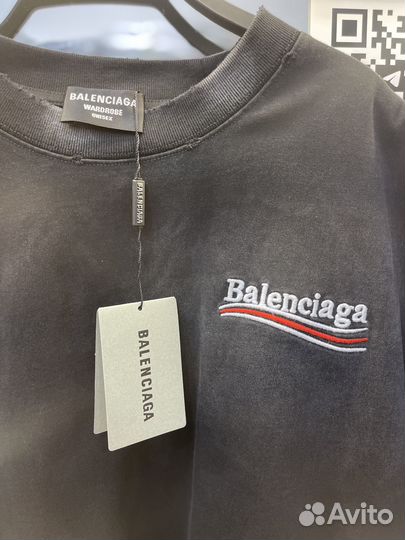 BALENCIAGA
WARDROBE
UNISEX
BALENCIAGA
Balenciaga
BALENCIAGA
Avito